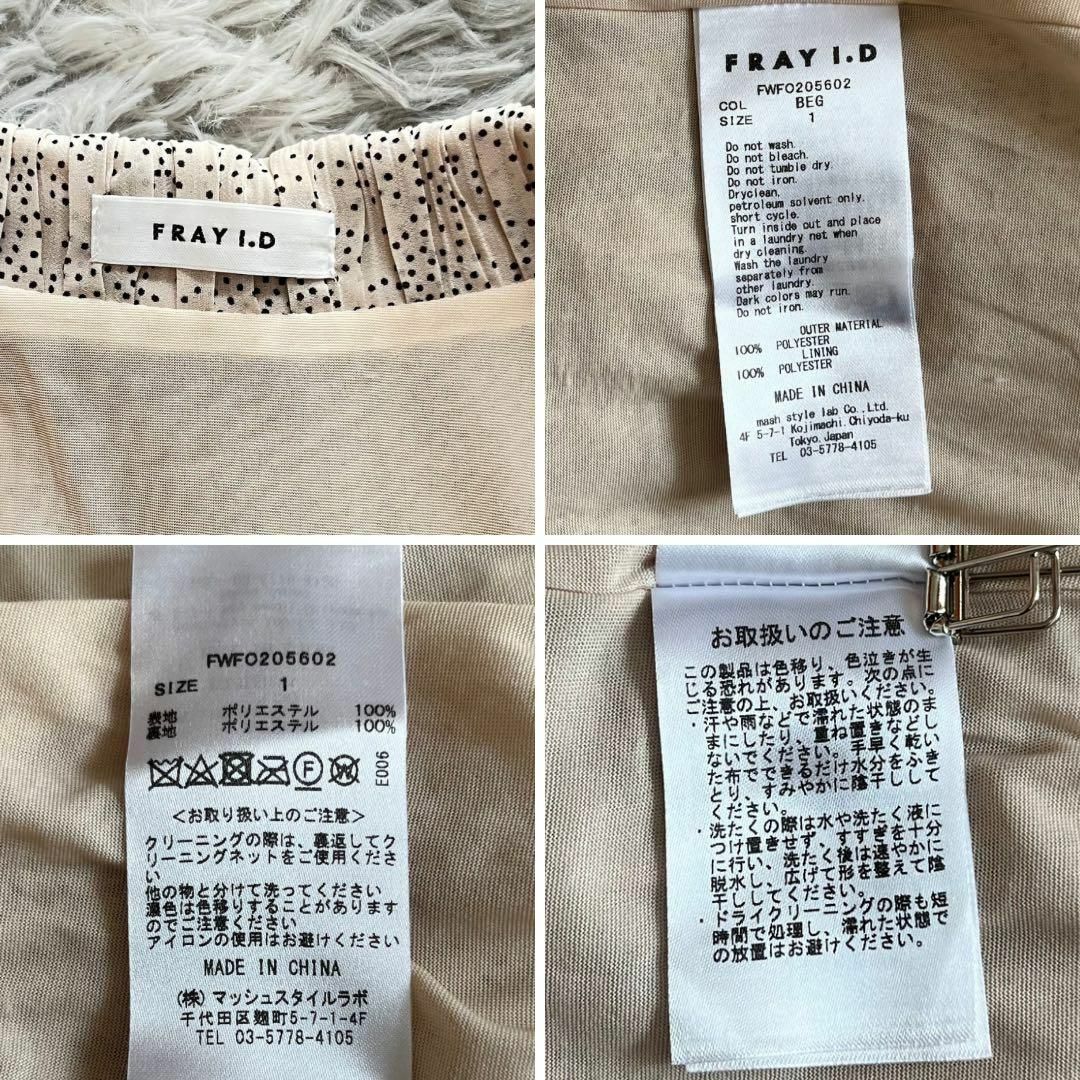 FRAY I.D
FRAY I.D
FWFO205602
COL BEG
SIZE 1
Do not wash.
Do not bleach.
Do not tumble dry.
Do not iron.
Dryclean,
petroleum solvent only.
short cycle.
Turn inside out and place
in a laundry net when
dry cleaning.
Wash the laundry
separately from
other laundry.
Dark colors may run.
Do not iron.
OUTER MATERIAL
100% POLYESTER
LINING
100% POLYESTER
MADE IN CHINA
mash style lab Co.,Ltd.
4F 5-7-1 Kojimachi,Chiyoda-ku
Tokyo,Japan
TEL 03-5778-4105
FWFO205602
SIZE 1
表地 ポリエステル 100%
裏地 ポリエステル 100%
F W E006
<お取り扱い上のご注意>
クリーニングの際は、裏返してク
リーニングネットをご使用くださ
い
他の物と分けて洗ってください
濃色は色移りすることがあります
のでご注意ください
アイロンの使用はお避けください
MADE IN CHINA
(株) マッシュスタイルラボ
千代田区麹町5-7-1-4F
TEL 03-5778-4105
お取扱いのご注意
この製品は色移り、色泣きが生
じる恐れがあります。次の点に
ご注意の上、お取扱いください。
・汗や雨などで濡れた状態のま
まにしたり、重ね置きなどし
ないでください。手早く乾い
た布でできるだけ水分をふき
とり、すみやかに陰干しして
ください。
・洗たくの際は水や洗たく液に
つけ置きせず、すすぎを十分
に行い、洗たく後は速やかに
脱水し、広げて形を整えて陰
干ししてください。
・ドライクリーニングの際も短
時間で処理し、濡れた状態で
の放置はお避けください。